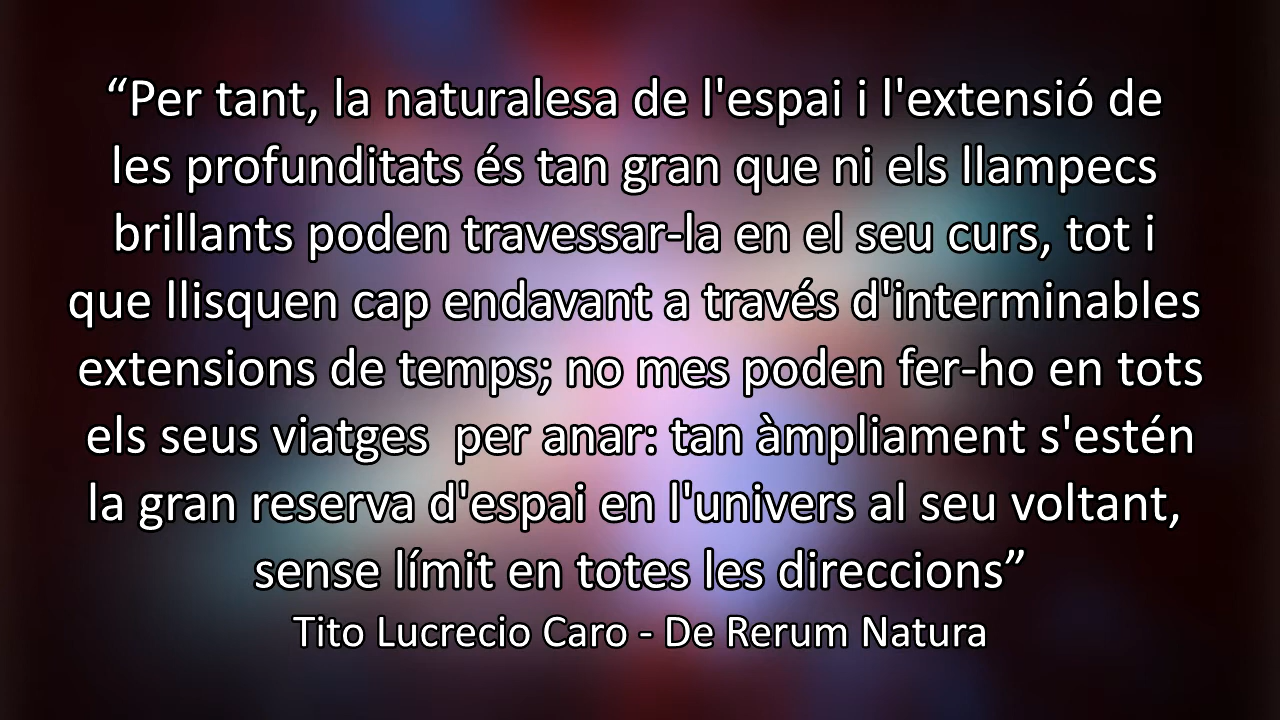 “Per tant, la naturalesa de l'espai i l'extensió de
les profunditats és tan gran que ni els llampecs
brillants poden travessar-la en el seu curs, tot i
que llisquen cap endavant a través d'interminables
extensions de temps; no mes poden fer-ho en tots
els seus viatges  per anar: tan àmpliament s'estén
la gran reserva d'espai en l'univers al seu voltant,
sense límit en totes les direccions”
Tito Lucrecio Caro - De Rerum Natura